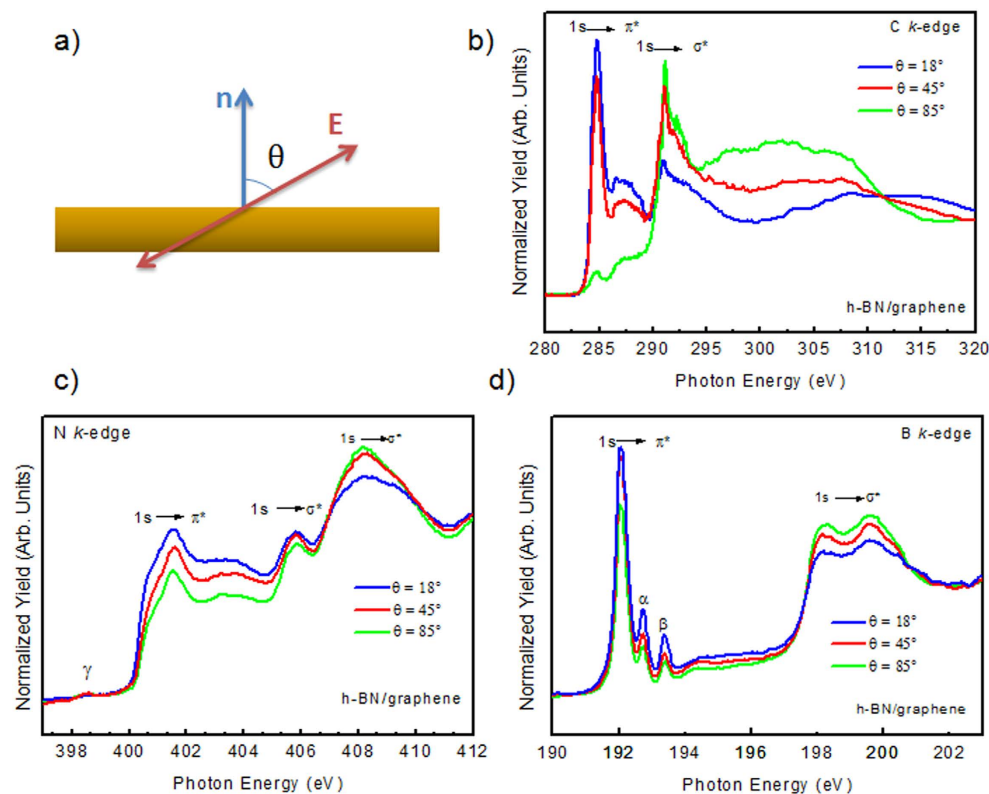 a)
n
E
θ
b)
C k-edge
1s → π*
1s → σ*
θ = 18°
θ = 45°
θ = 85°
h-BN/graphene
Normalized Yield (Arb. Units)
280 285 290 295 300 305 310 315 320
Photon Energy (eV)
c)
N k-edge
1s → π*
1s → σ*
1s → σ*
γ
θ = 18°
θ = 45°
θ = 85°
h-BN/graphene
Normalized Yield (Arb. Units)
398 400 402 404 406 408 410 412
Photon Energy (eV)
d)
B k-edge
1s → π*
α
β
1s → σ*
θ = 18°
θ = 45°
θ = 85°
h-BN/graphene
Normalized Yield (Arb. Units)
190 192 194 196 198 200 202
Photon Energy (eV)